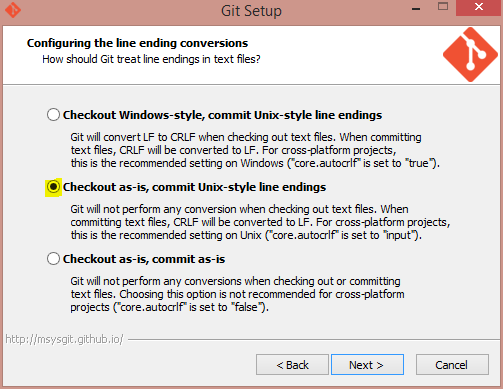 Git Setup
Configuring the line ending conversions
How should Git treat line endings in text files?
Checkout Windows-style, commit Unix-style line endings
Git will convert LF to CRLF when checking out text files. When committing
text files, CRLF will be converted to LF. For cross-platform projects,
this is the recommended setting on Windows ("core.autocrlf" is set to "true").
Checkout as-is, commit Unix-style line endings
Git will not perform any conversion when checking out text files. When
committing text files, CRLF will be converted to LF. For cross-platform projects,
this is the recommended setting on Unix ("core.autocrlf" is set to "input").
Checkout as-is, commit as-is
Git will not perform any conversions when checking out or committing
text files. Choosing this option is not recommended for cross-platform
projects ("core.autocrlf" is set to "false").
http://msysgit.github.io/
< Back Next > Cancel